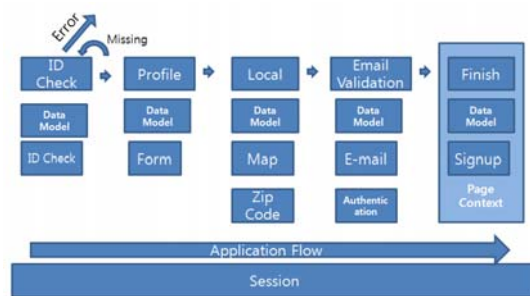 Error
Missing
ID
Check
Profile
Local
Email
Validation
Finish
Data
Model
Data
Model
Data
Model
Data
Model
Data
Model
ID Check
Form
Map
E-mail
Signup
Zip
Code
Authentic
ation
Page
Context
Application Flow
Session